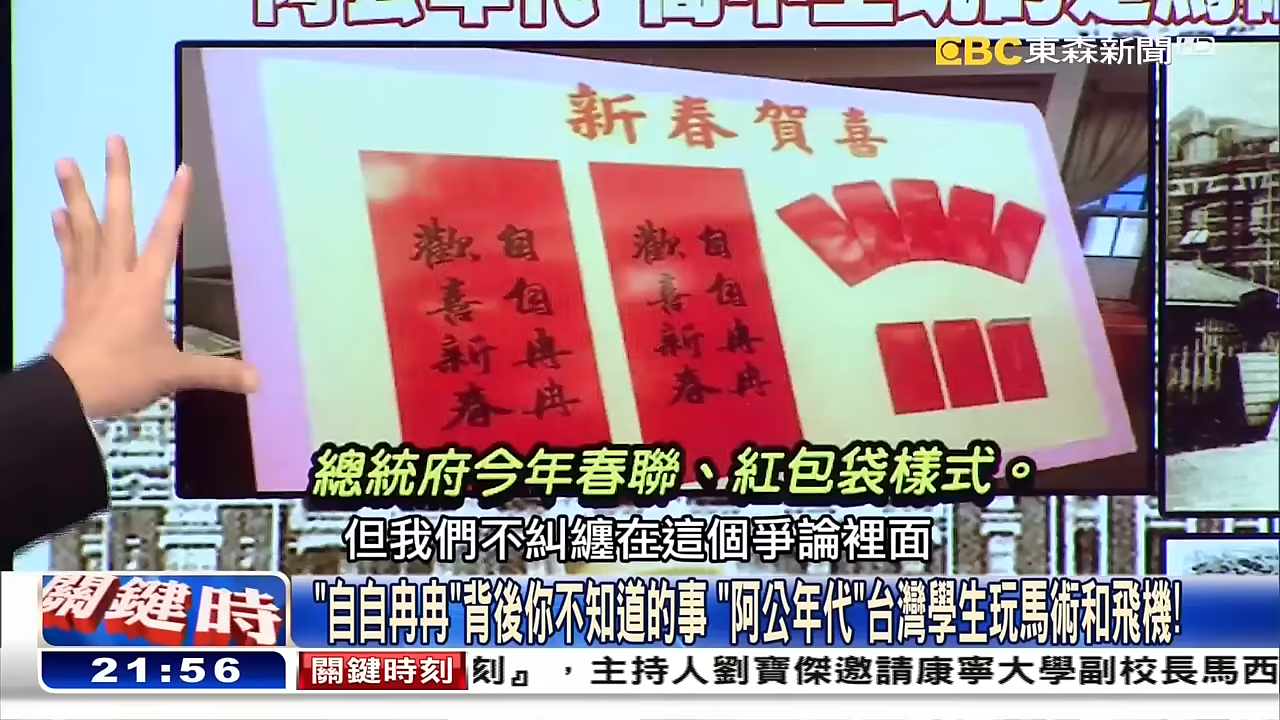 EBC 東森新聞
新春賀喜
自自冉冉
歡喜新春
自自冉冉
歡喜新春
總統府今年春聯、紅包袋樣式。
但我們不糾纏在這個爭論裡面
關鍵時
"自自冉冉"背後你不知道的事 "阿公年代"台灣學生玩馬術和飛機!
21:56
關鍵時刻
刻』，主持人劉寶傑邀請康寧大學副校長馬西